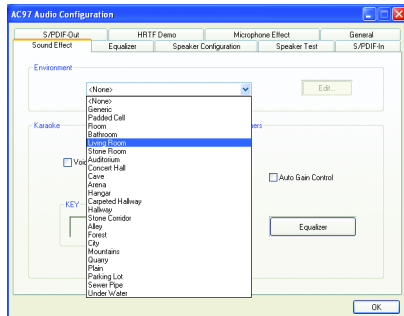 AC97 Audio Configuration
S/PDIF-Out HRTF Demo Microphone Effect General
Sound Effect Equalizer Speaker Configuration Speaker Test S/PDIF-In
Environment
<None> Edit...
<None>
Generic
Padded Cell
Room
Bathroom
Living Room
Stone Room
Auditorium
Concert Hall
Cave
Arena
Hangar
Carpeted Hallway
Hallway
Stone Corridor
Alley
Forest
City
Mountains
Quarry
Plain
Parking Lot
Sewer Pipe
Under Water
Karaoke
Auto Gain Control
KEY
Equalizer
OK